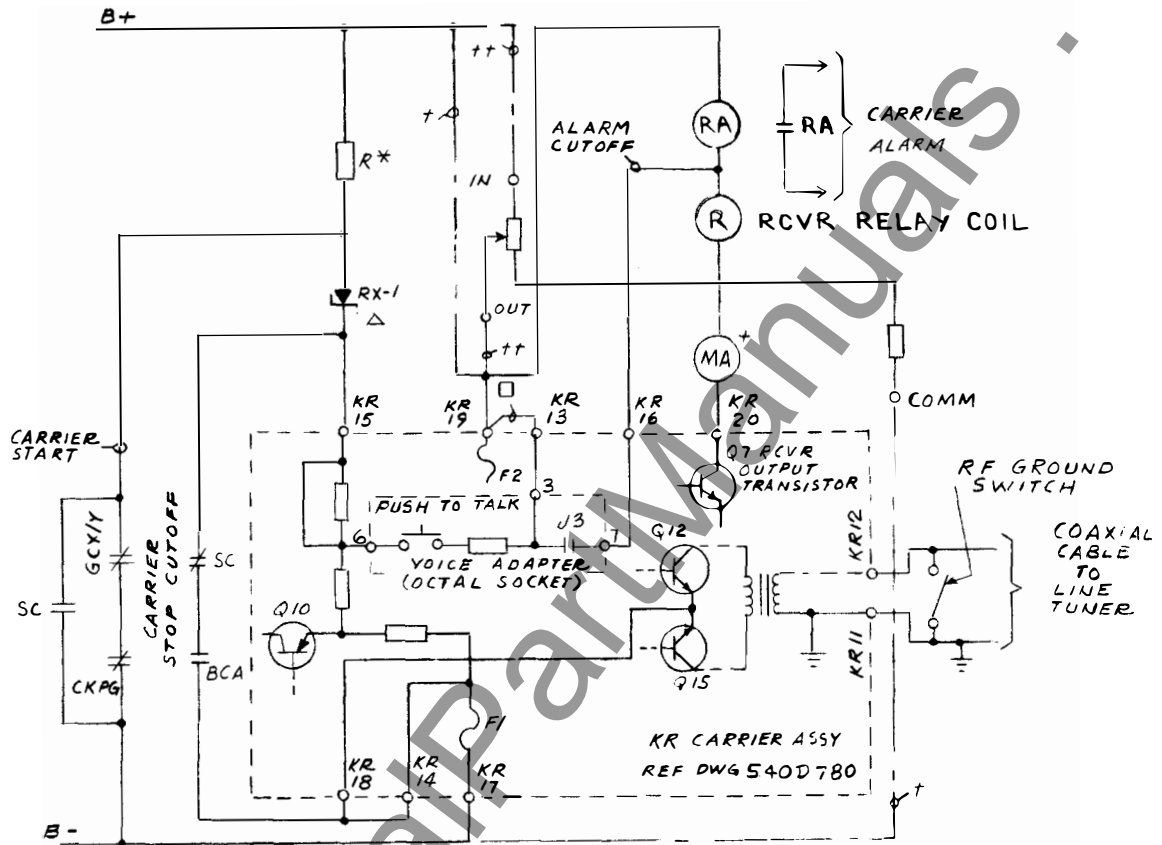 B+
++
+
R*
ALARM
CUTOFF
RA
RA
CARRIER
ALARM
IN
R
RCVR RELAY COIL
RX-1
OUT
++
MA
+
COMM
CARRIER
START
KR
15
KR
19
KR
13
KR
16
KR
20
F2
3
Q7 RCVR
OUTPUT
TRANSISTOR
RF GROUND
SWITCH
PUSH TO TALK
6
J3
7
VOICE ADAPTER
(OCTAL SOCKET)
Q12
KR12
COAXIAL
CABLE
TO
LINE
TUNER
GCX/Y
SC
CARRIER
STOP CUTOFF
SC
Q10
Q15
KR11
CKPG
BCA
F1
KR
18
KR
14
KR
17
KR CARRIER ASSY
REF DWG 540D780
+
B-
alPartManuals .